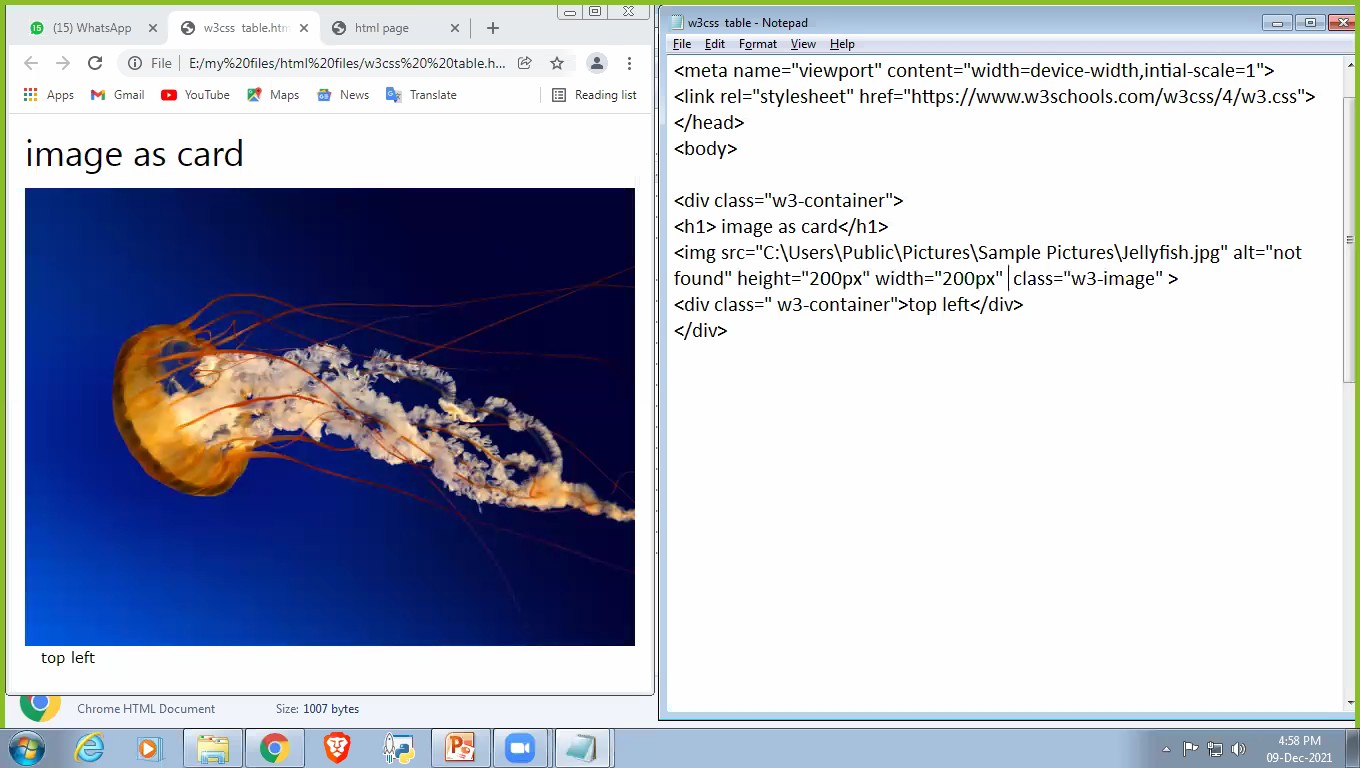 (15) WhatsApp
w3css table.htm
html page
File
E:/my%20files/html%20files/w3css%20%20table.h...
Apps
Gmail
YouTube
Maps
News
Translate
Reading list
image as card
top left
Chrome HTML Document
Size: 1007 bytes
w3css table - Notepad
File Edit Format View Help
<meta name="viewport" content="width=device-width,intial-scale=1">
<link rel="stylesheet" href="https://www.w3schools.com/w3css/4/w3.css">
</head>
<body>
<div class="w3-container">
<h1> image as card</h1>
<img src="C:\Users\Public\Pictures\Sample Pictures\Jellyfish.jpg" alt="not
found" height="200px" width="200px" class="w3-image" >
<div class=" w3-container">top left</div>
</div>
4:58 PM
09-Dec-2021